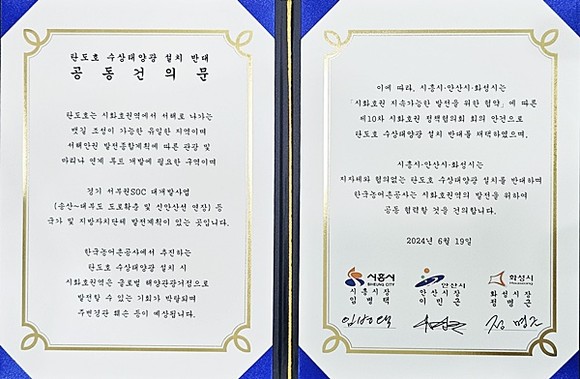 탄도호 수상태양광 설치 반대
공동건의문
탄도호는 시화호권역에서 서해로 나가는
뱃길 조성이 가능한 유일한 지역이며
서해안권 발전종합계획에 따른 관광 및
마리나 연계 루트 개발에 필요한 구역이며
경기 서부권SOC 대개발사업
(송산~대부도 도로확충 및 신안산선 연장) 등
국가 및 지방자치단체 발전계획이 있는 곳입니다.
한국농어촌공사에서 추진하는
탄도호 수상태양광 설치 시
시화호권역은 글로벌 해양관광거점으로
발전할 수 있는 기회가 박탈되며
주변경관 훼손 등이 예상됩니다.
이에 따라, 시흥시·안산시·화성시는
「시화호권 지속가능한 발전을 위한 협약」에 따른
제10차 시화호권 정책협의회 회의 안건으로
탄도호 수상태양광 설치 반대를 채택하였으며,
시흥시·안산시·화성시는
지자체와 협의없는 탄도호 수상태양광 설치를 반대하며
한국농어촌공사는 시화호권역의 발전을 위하여
공동 협력할 것을 건의합니다.
2024년 6월 19일
시흥시 안산시 화성시
SIHEUNG CITY
시흥시장 안산시장 화성시장
임병택 이민근 정명근